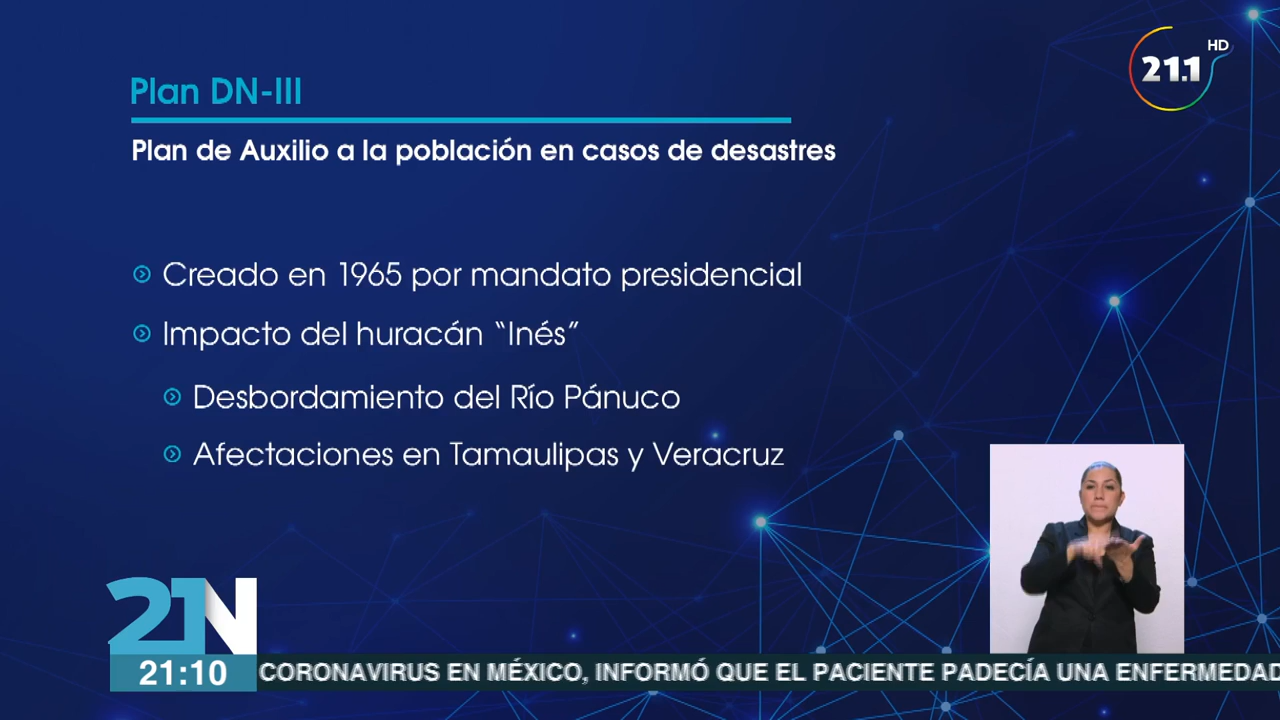 HD
21.1
Plan DN-III
Plan de Auxilio a la población en casos de desastres
Creado en 1965 por mandato presidencial
Impacto del huracán “Inés”
Desbordamiento del Río Pánuco
Afectaciones en Tamaulipas y Veracruz
21N
21:10
CORONAVIRUS EN MÉXICO, INFORMÓ QUE EL PACIENTE PADECÍA UNA ENFERMEDAD